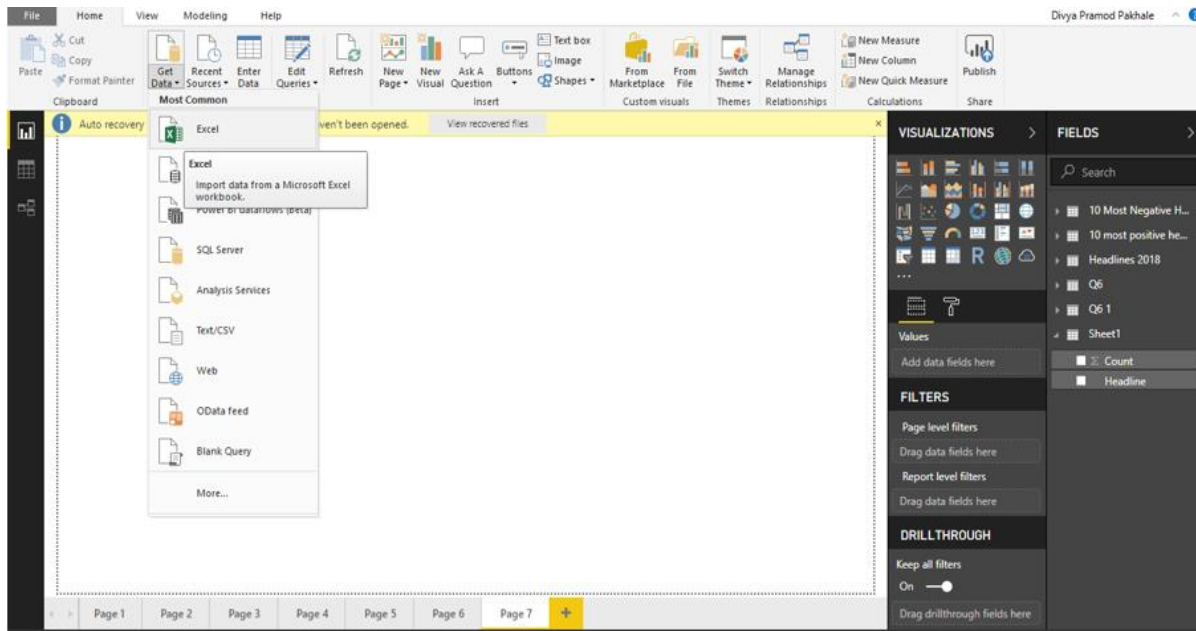 File Home View Modeling Help Divya Pramod Pakhale
Paste
Cut
Copy
Format Painter
Clipboard
Get Data
Recent Sources
Enter Data
Edit Queries
Refresh
New Page
New Visual
Ask A Question
Buttons
Text box
Image
Shapes
Insert
From Marketplace
From File
Custom visuals
Switch Theme
Themes
Manage Relationships
Relationships
New Measure
New Column
New Quick Measure
Calculations
Publish
Share
Auto recovery
ven't been opened.
View recovered files
Most Common
Excel
Excel
Import data from a Microsoft Excel
workbook.
Power BI dataflows (Beta)
SQL Server
Analysis Services
Text/CSV
Web
OData feed
Blank Query
More...
VISUALIZATIONS
R
...
Values
Add data fields here
FILTERS
Page level filters
Drag data fields here
Report level filters
Drag data fields here
DRILLTHROUGH
Keep all filters
On
Drag drillthrough fields here
FIELDS
Search
10 Most Negative H...
10 most positive he...
Headlines 2018
Q6
Q6 1
Sheet1
Σ Count
Headline
Page 1 Page 2 Page 3 Page 4 Page 5 Page 6 Page 7 +